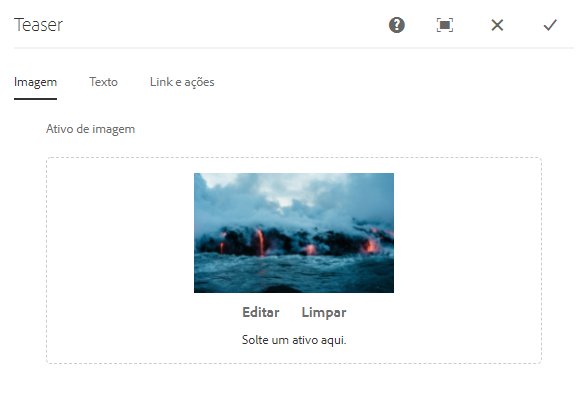 Teaser
Imagem Texto Link e ações
Ativo de imagem
Editar Limpar
Solte um ativo aqui.